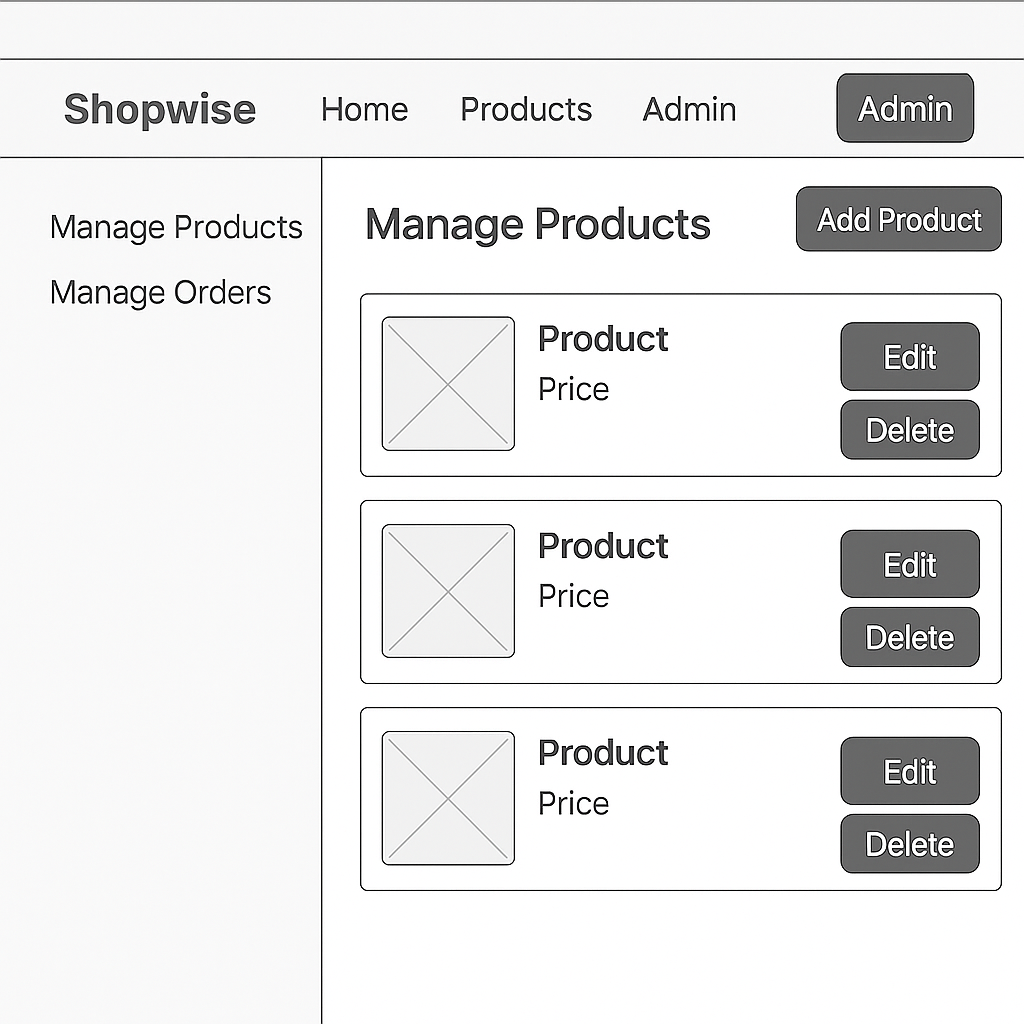 Shopwise Home Products Admin Admin
Manage Products
Manage Orders
Manage Products Add Product
Product
Price
Edit
Delete
Product
Price
Edit
Delete
Product
Price
Edit
Delete